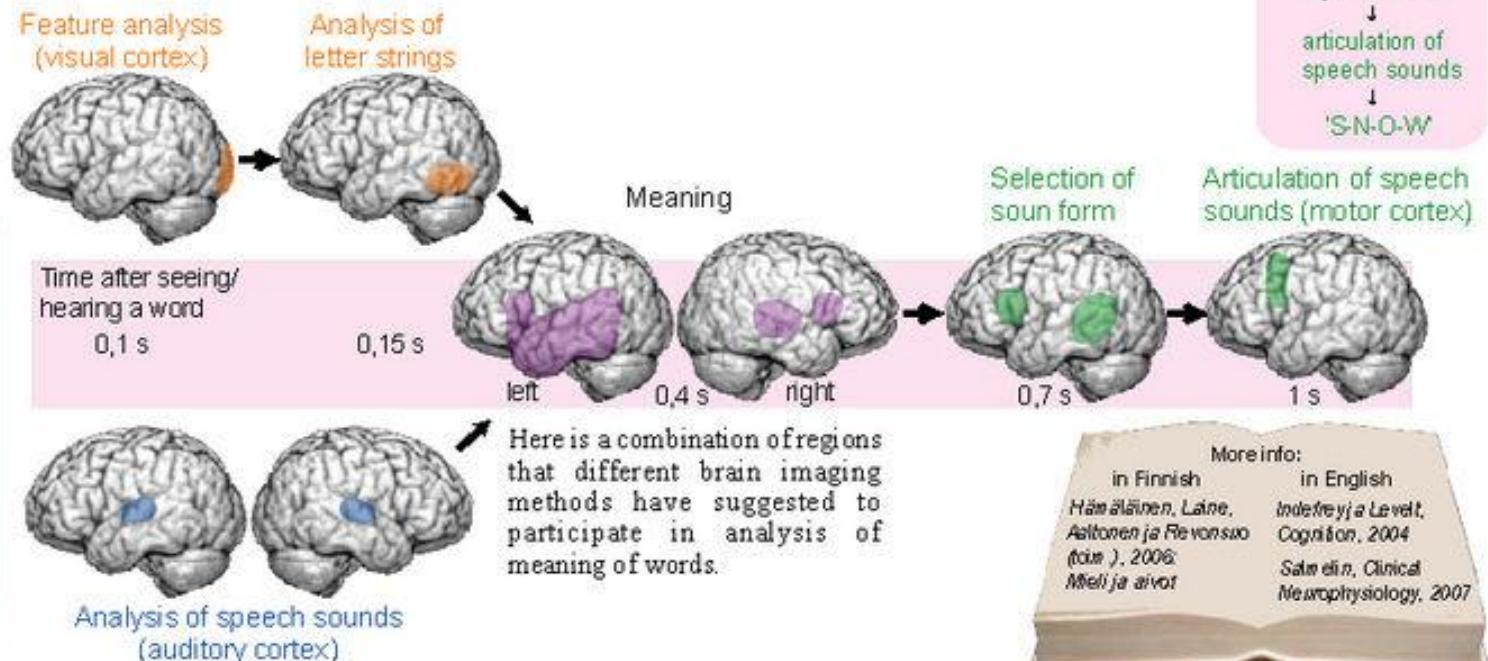 Feature analysis
(visual cortex)
Analysis of
letter strings
↓
articulation of
speech sounds
↓
'S-N-O-W'
Meaning
Selection of
soun form
Articulation of speech
sounds (motor cortex)
Time after seeing/
hearing a word
0,1 s
0,15 s
left
0,4 s
right
0,7 s
1 s
Here is a combination of regions
that different brain imaging
methods have suggested to
participate in analysis of
meaning of words.
Analysis of speech sounds
(auditory cortex)
More info:
in Finnish
Hämäläinen, Laine,
Aaltonen ja Revonsuo
(toim.), 2006:
Mieli ja aivot
in English
Indefrey ja Levelt,
Cognition, 2004
Salmelin, Clinical
Neurophysiology, 2007